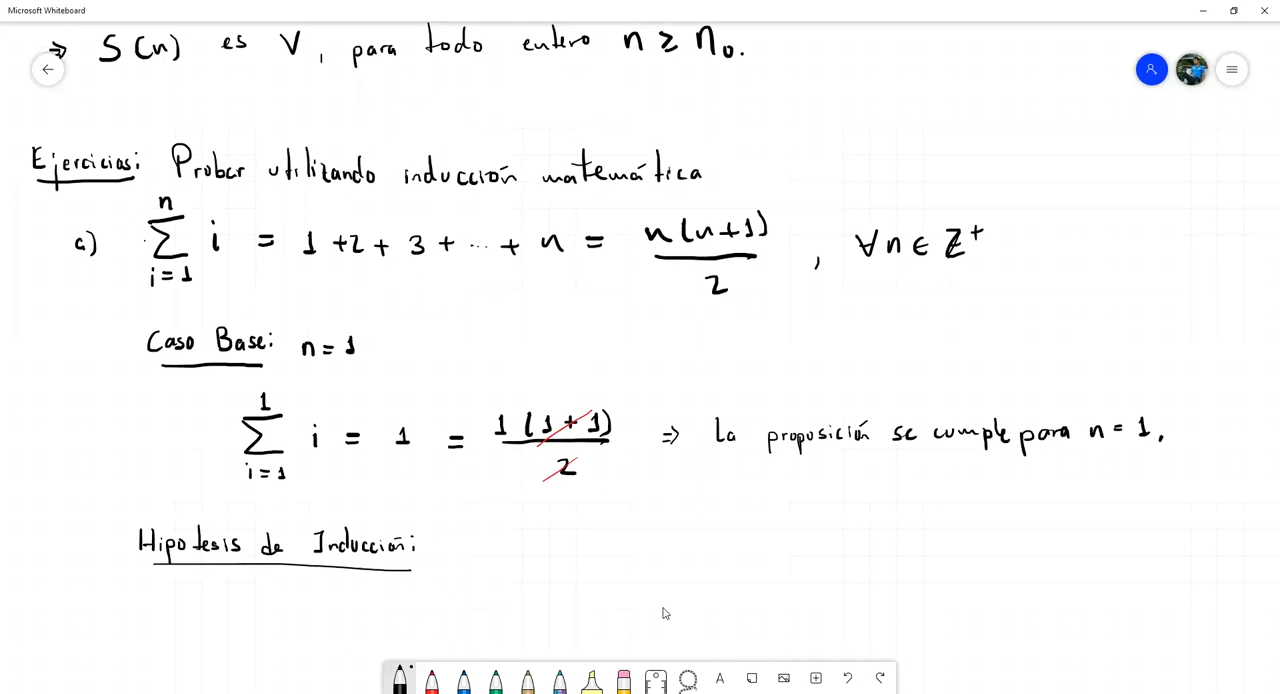 Microsoft Whiteboard
⇒ S(n) es V, para todo entero n ≥ n₀.
Ejercicios: Probar utilizando inducción matemática
a) ∑_{i=1}^{n} i = 1 + 2 + 3 + ... + n = n(n+1)/2 , ∀n ∈ Z⁺
Caso Base: n = 1
∑_{i=1}^{1} i = 1 = 1(1+1)/2 ⇒ La proposición se cumple para n = 1.
Hipotesis de Inducción: